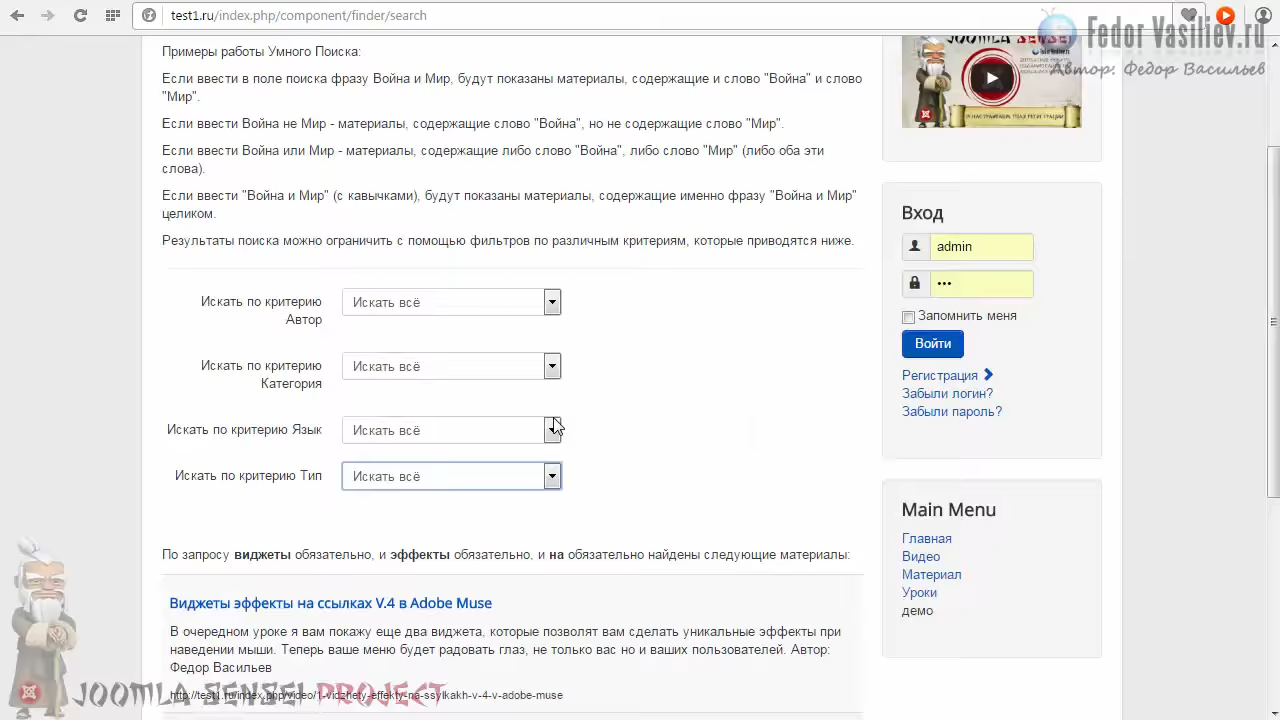 test1.ru/index.php/component/finder/search
Fedor Vasiliev.ru
Автор: Федор Васильев
JOOMLA SENSEI
Примеры работы Умного Поиска:
Если ввести в поле поиска фразу Война и Мир, будут показаны материалы, содержащие и слово "Война" и слово
"Мир".
Если ввести Война не Мир - материалы, содержащие слово "Война", но не содержащие слово "Мир".
Если ввести Война или Мир - материалы, содержащие либо слово "Война", либо слово "Мир" (либо оба эти
слова).
Если ввести "Война и Мир" (с кавычками), будут показаны материалы, содержащие именно фразу "Война и Мир"
целиком.
Результаты поиска можно ограничить с помощью фильтров по различным критериям, которые приводятся ниже.
Искать по критерию
Автор
Искать всё
Искать по критерию
Категория
Искать всё
Искать по критерию Язык
Искать всё
Искать по критерию Тип
Искать всё
По запросу виджеты обязательно, и эффекты обязательно, и на обязательно найдены следующие материалы:
Виджеты эффекты на ссылках V.4 в Adobe Muse
В очередном уроке я вам покажу еще два виджета, которые позволят вам сделать уникальные эффекты при
наведении мыши. Теперь ваше меню будет радовать глаз, не только вас но и ваших пользователей. Автор:
Федор Васильев
http://test1.ru/index.php/video/1-vidzhety-effekty-na-ssylkakh-v-4-v-adobe-muse
Вход
admin
•••
Запомнить меня
Войти
Регистрация
Забыли логин?
Забыли пароль?
Main Menu
Главная
Видео
Материал
Уроки
демо
JOOMLA SENSEI PROJECT